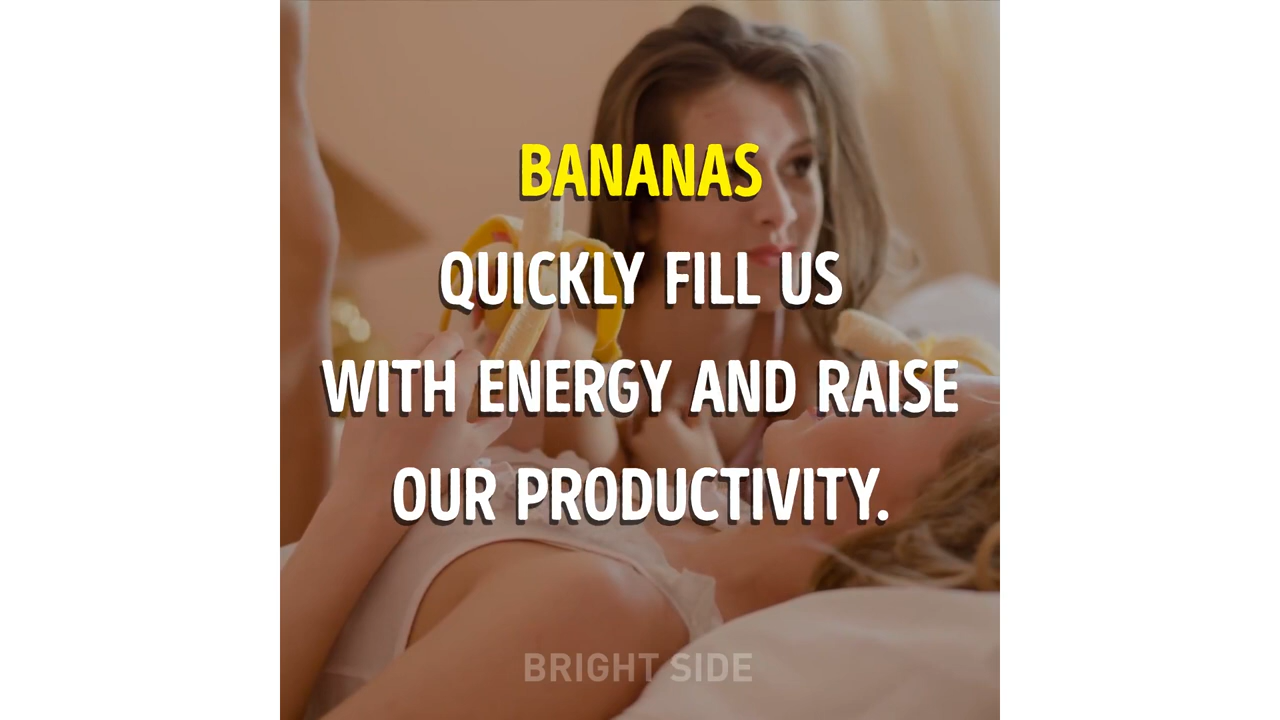 BANANAS
QUICKLY FILL US
WITH ENERGY AND RAISE
OUR PRODUCTIVITY.
BRIGHT SIDE